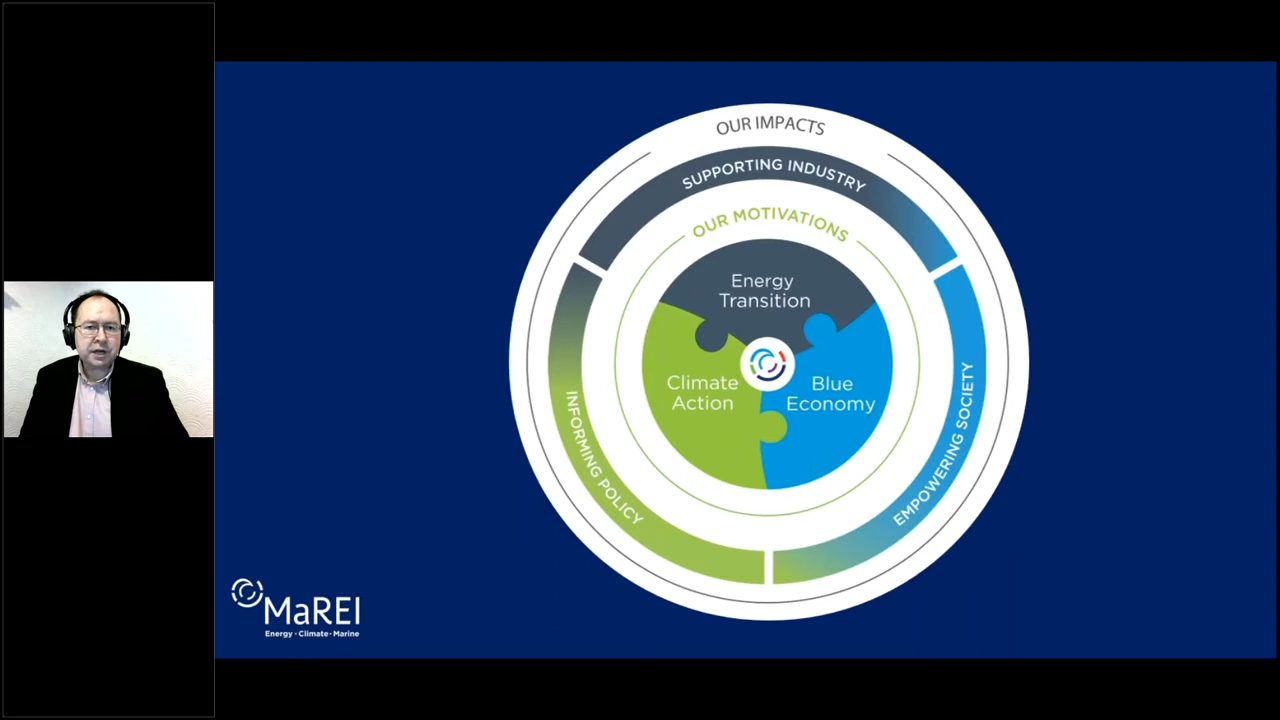 OUR IMPACTS
SUPPORTING INDUSTRY
OUR MOTIVATIONS
Energy
Transition
Climate
Action
Blue
Economy
INFORMING POLICY
EMPOWERING SOCIETY
MaREI
Energy · Climate · Marine